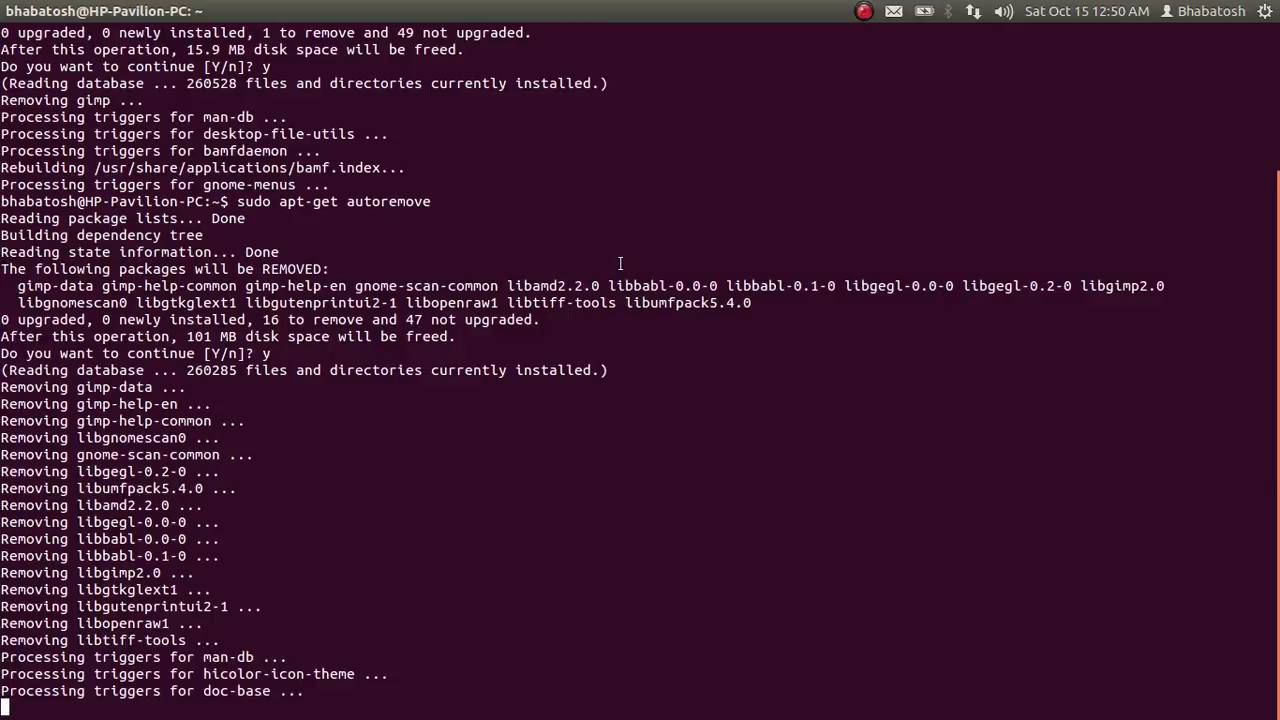 bhabatosh@HP-Pavilion-PC: ~ Sat Oct 15 12:50 AM Bhabatosh
0 upgraded, 0 newly installed, 1 to remove and 49 not upgraded.
After this operation, 15.9 MB disk space will be freed.
Do you want to continue [Y/n]? y
(Reading database ... 260528 files and directories currently installed.)
Removing gimp ...
Processing triggers for man-db ...
Processing triggers for desktop-file-utils ...
Processing triggers for bamfdaemon ...
Rebuilding /usr/share/applications/bamf.index...
Processing triggers for gnome-menus ...
bhabatosh@HP-Pavilion-PC:~$ sudo apt-get autoremove
Reading package lists... Done
Building dependency tree
Reading state information... Done
The following packages will be REMOVED:
  gimp-data gimp-help-common gimp-help-en gnome-scan-common libamd2.2.0 libbabl-0.0-0 libbabl-0.1-0 libgegl-0.0-0 libgegl-0.2-0 libgimp2.0
  libgnomescan0 libgtkglext1 libgutenprintui2-1 libopenraw1 libtiff-tools libumfpack5.4.0
0 upgraded, 0 newly installed, 16 to remove and 47 not upgraded.
After this operation, 101 MB disk space will be freed.
Do you want to continue [Y/n]? y
(Reading database ... 260285 files and directories currently installed.)
Removing gimp-data ...
Removing gimp-help-en ...
Removing gimp-help-common ...
Removing libgnomescan0 ...
Removing gnome-scan-common ...
Removing libgegl-0.2-0 ...
Removing libumfpack5.4.0 ...
Removing libamd2.2.0 ...
Removing libgegl-0.0-0 ...
Removing libbabl-0.0-0 ...
Removing libbabl-0.1-0 ...
Removing libgimp2.0 ...
Removing libgtkglext1 ...
Removing libgutenprintui2-1 ...
Removing libopenraw1 ...
Removing libtiff-tools ...
Processing triggers for man-db ...
Processing triggers for hicolor-icon-theme ...
Processing triggers for doc-base ...